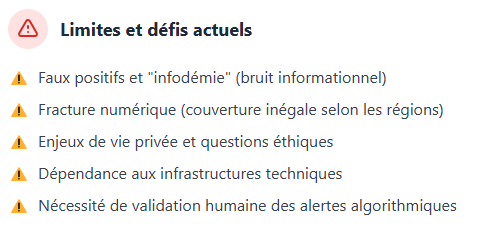 Limites et défis actuels
Faux positifs et "infodémie" (bruit informationnel)
Fracture numérique (couverture inégale selon les régions)
Enjeux de vie privée et questions éthiques
Dépendance aux infrastructures techniques
Nécessité de validation humaine des alertes algorithmiques